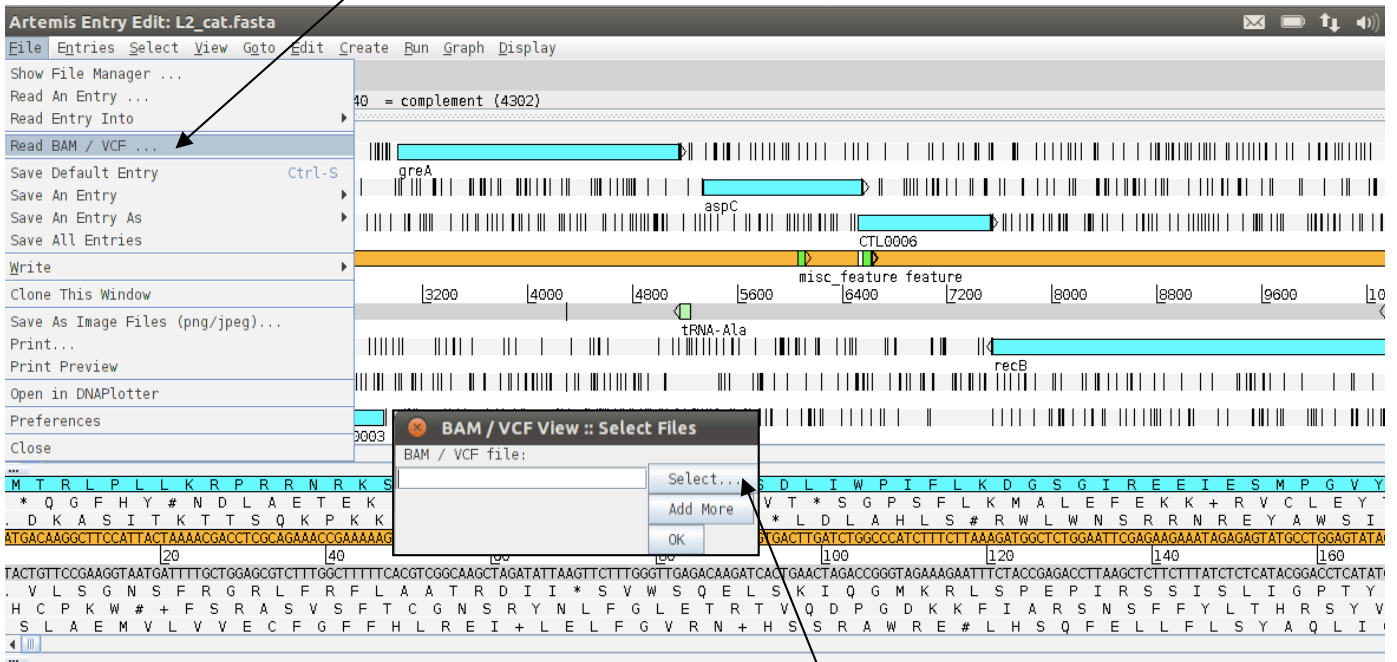 Artemis Entry Edit: L2_cat.fasta
File Entries Select View Goto Edit Create Run Graph Display
Show File Manager ...
Read An Entry ...
Read Entry Into
Read BAM / VCF ...
Save Default Entry Ctrl-S
Save An Entry
Save An Entry As
Save All Entries
Write
Clone This Window
Save As Image Files (png/jpeg)...
Print...
Print Preview
Open in DNAPlotter
Preferences
Close
40 = complement (4302)
greA
aspC
CTL0006
misc_feature feature
3200 4000 4800 5600 6400 7200 8000 8800 9600 10
tRNA-Ala
recB
0003
BAM / VCF View :: Select Files
BAM / VCF file:
Select...
Add More
OK
M T R L P L L K R P R R N R K S S D L I W P I F L K D G S G I R E E I E S M P G V Y
* Q G F H Y # N D L A E T E K V T * S G P S F L K M A L E F E K K + R V C L E Y T
. D K A S I T K T T S Q K P K K * L D L A H L S # R W L W N S R R N R E Y A W S I
20 40 60 80 100 120 140 160
. V L S G N S F R G R L F R F L A A T R D I I * S V W S Q E L S K I Q G M K R L S P E P I R S S I S L I G P T Y
H C P K W # + F S R A S V S F T C G N S R Y N L F G L E T R T V Q D P G D K K F I A R S N S F F Y L T H R S Y V
S L A E M V L V V E C F G F F H L R E I + L E L F G V R N + H S S R A W R E # L H S Q F E L L F L S Y A Q L I